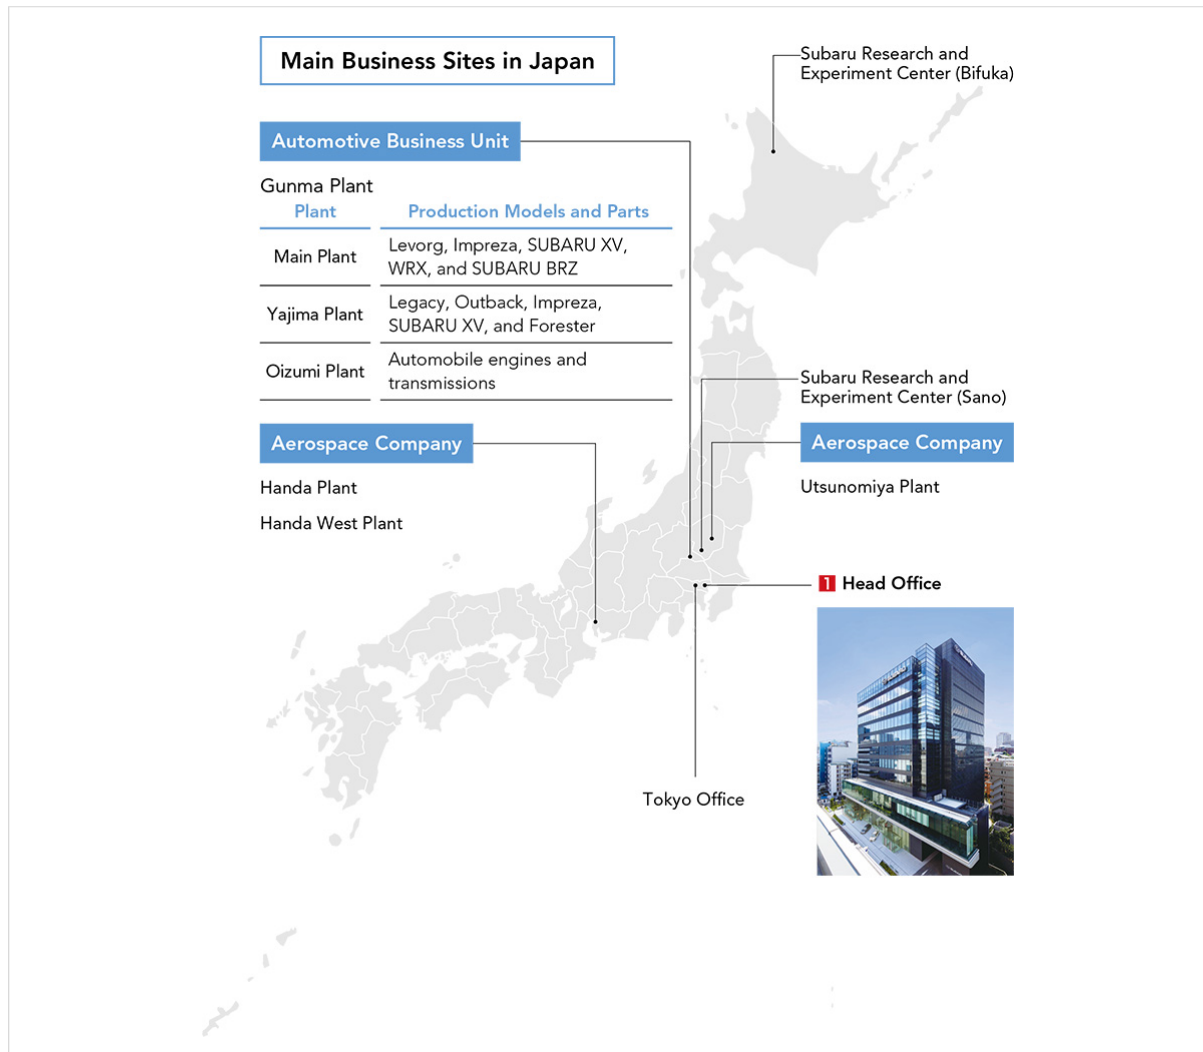 Main Business Sites in Japan
Subaru Research and
Experiment Center (Bifuka)
Automotive Business Unit
Gunma Plant
Plant
Production Models and Parts
Main Plant
Levorg, Impreza, SUBARU XV,
WRX, and SUBARU BRZ
Yajima Plant
Legacy, Outback, Impreza,
SUBARU XV, and Forester
Oizumi Plant
Automobile engines and
transmissions
Subaru Research and
Experiment Center (Sano)
Aerospace Company
Handa Plant
Handa West Plant
Aerospace Company
Utsunomiya Plant
1 Head Office
Tokyo Office